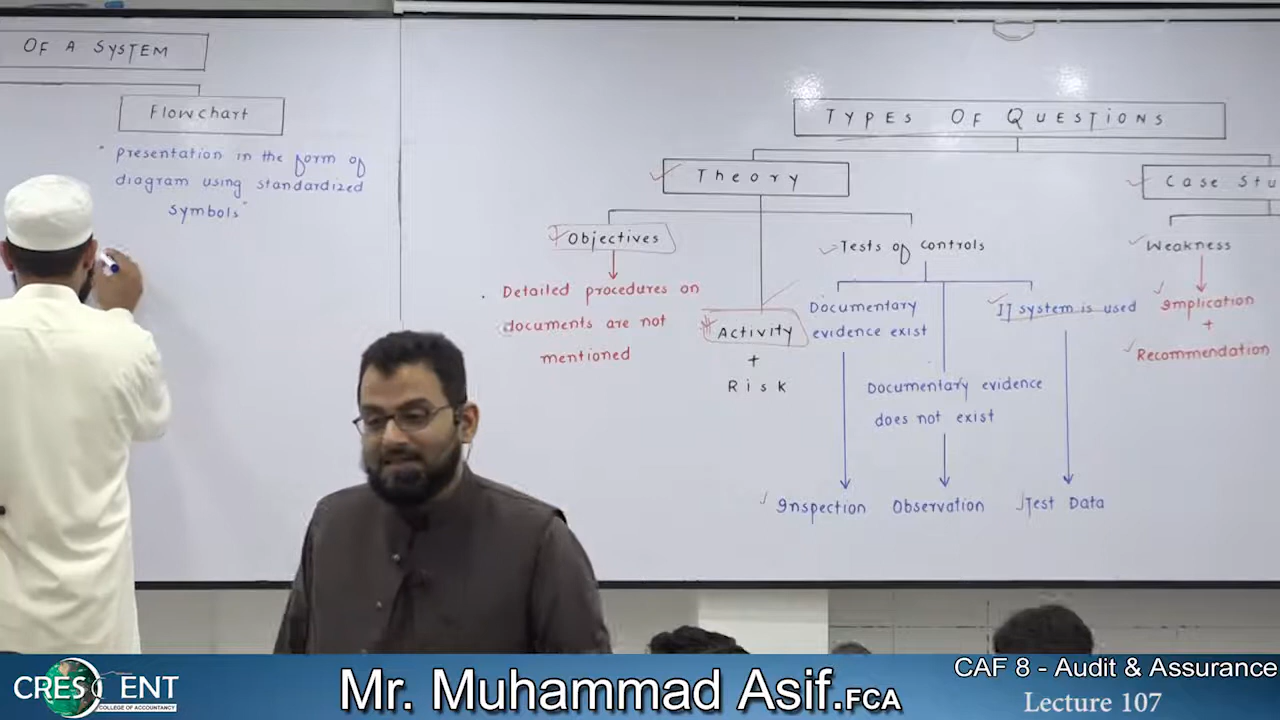 OF A SYSTEM
Flowchart
"presentation in the form of
diagram using standardized
symbols"
TYPES OF QUESTIONS
Theory
Case Stu
Objectives
Tests of controls
Weakness
Detailed procedures on
documents are not
mentioned
Activity
+
Risk
Documentary
evidence exist
IT system is used
Implication
+
Recommendation
Documentary evidence
does not exist
Inspection
Observation
Test Data
CRESCENT
COLLEGE OF ACCOUNTANCY
Mr. Muhammad Asif.FCA
CAF 8 - Audit & Assurance
Lecture 107